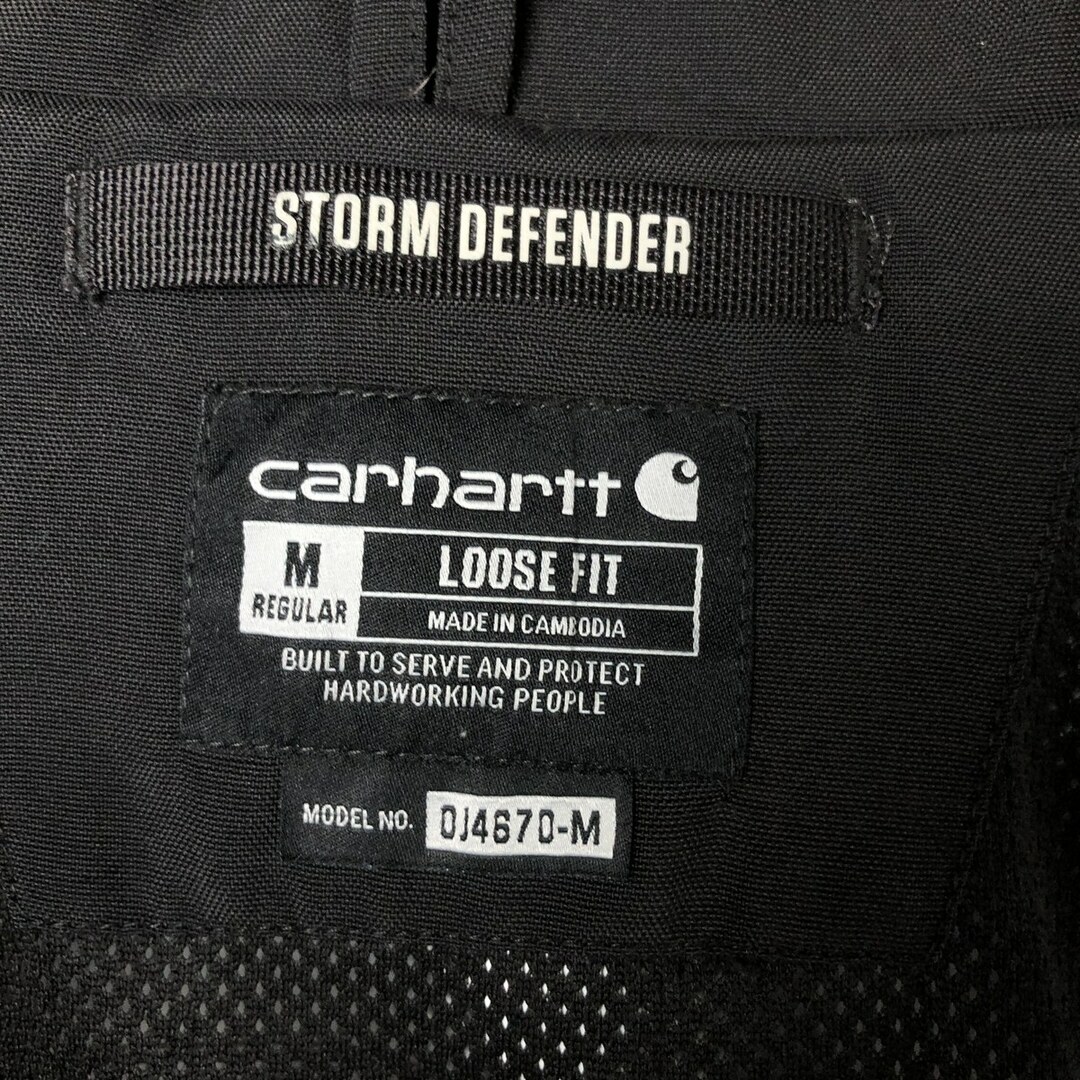 STORM DEFENDER
carhartt
M
REGULAR
LOOSE FIT
MADE IN CAMBODIA
BUILT TO SERVE AND PROTECT
HARDWORKING PEOPLE
MODEL NO. OJ4670-M